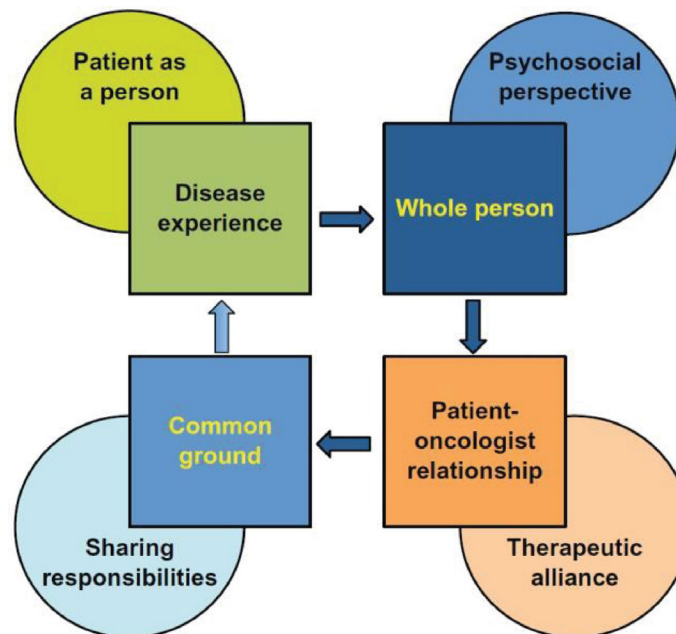 Patient as
a person
Disease
experience
Psychosocial
perspective
Whole person
Patient-
oncologist
relationship
Therapeutic
alliance
Common
ground
Sharing
responsibilities